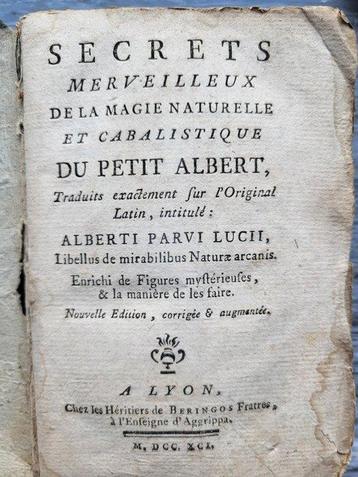 SECRETS
MERVEILLEUX
DE LA MAGIE NATURELLE
ET CABALISTIQUE
DU PETIT ALBERT,
Traduits exactement ſur l'Original
Latin, intitulé:
ALBERTI PARVI LUCII,
Libellus de mirabilibus Naturæ arcanis.
Enrichi de Figures myſtérieuſes,
& la manière de les faire.
Nouvelle Edition, corrigée & augmentée.
A LYON,
Chez les Héritiers de BERINGOS Fratres,
à l'Enſeigne d'Aggrippa.
M. DCC. XCI.